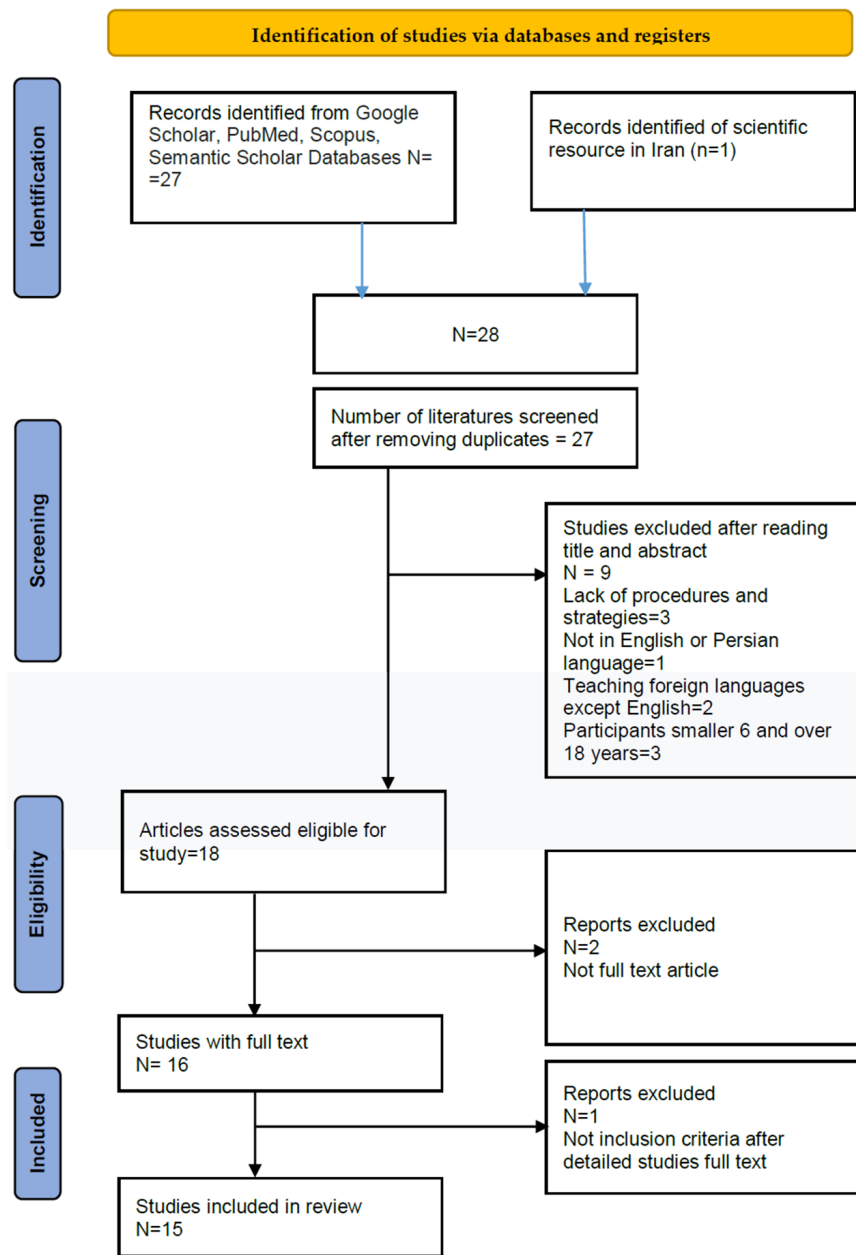 Identification of studies via databases and registers
Identification
Records identified from Google
Scholar, PubMed, Scopus,
Semantic Scholar Databases N=
=27
Records identified of scientific
resource in Iran (n=1)
N=28
Screening
Number of literatures screened
after removing duplicates = 27
Studies excluded after reading
title and abstract
N = 9
Lack of procedures and
strategies=3
Not in English or Persian
language=1
Teaching foreign languages
except English=2
Participants smaller 6 and over
18 years=3
Eligibility
Articles assessed eligible for
study=18
Reports excluded
N=2
Not full text article
Studies with full text
N= 16
Included
Reports excluded
N=1
Not inclusion criteria after
detailed studies full text
Studies included in review
N=15